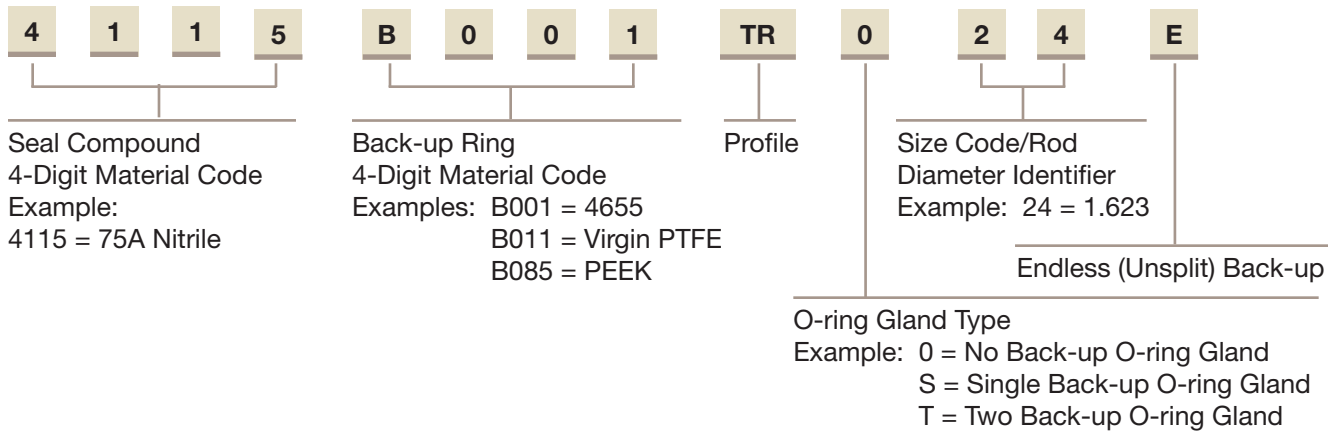 4 1 1 5 B 0 0 1 TR 0 2 4 E
Seal Compound
4-Digit Material Code
Example:
4115 = 75A Nitrile
Back-up Ring
4-Digit Material Code
Examples: B001 = 4655
B011 = Virgin PTFE
B085 = PEEK
Profile
Size Code/Rod
Diameter Identifier
Example: 24 = 1.623
Endless (Unsplit) Back-up
O-ring Gland Type
Example: 0 = No Back-up O-ring Gland
S = Single Back-up O-ring Gland
T = Two Back-up O-ring Gland